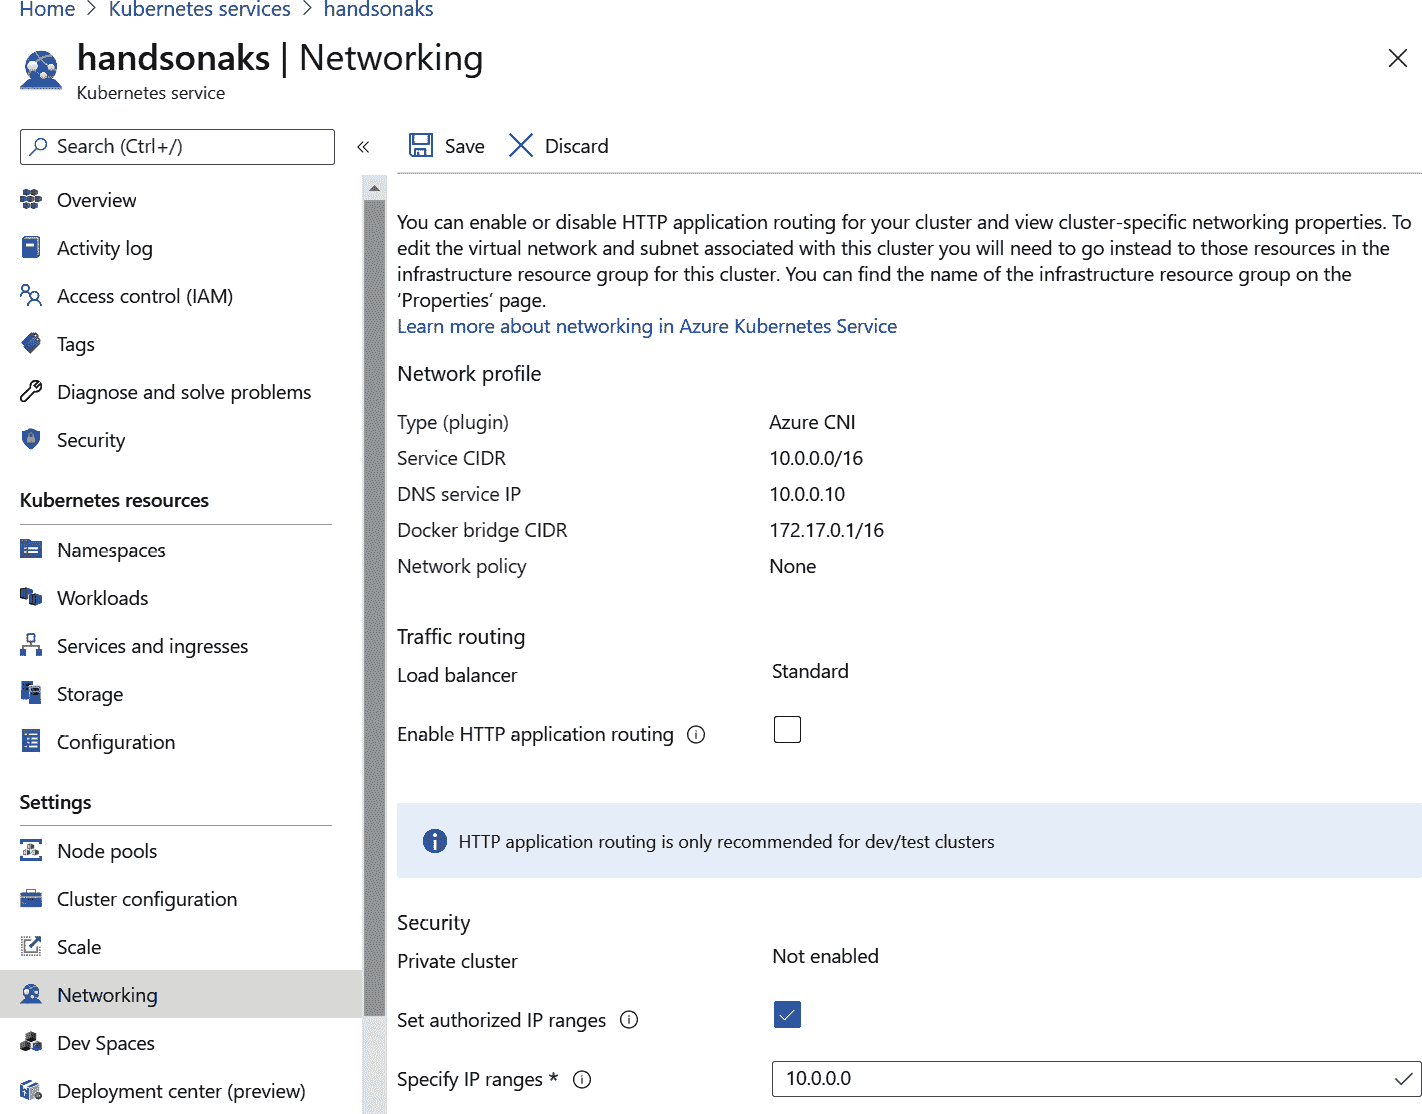 Home > Kubernetes services > handsonaks
handsonaks | Networking
Kubernetes service
Search (Ctrl+/)
«
Save
Discard
Overview
Activity log
Access control (IAM)
Tags
Diagnose and solve problems
Security
Kubernetes resources
Namespaces
Workloads
Services and ingresses
Storage
Configuration
Settings
Node pools
Cluster configuration
Scale
Networking
Dev Spaces
Deployment center (preview)
You can enable or disable HTTP application routing for your cluster and view cluster-specific networking properties. To
edit the virtual network and subnet associated with this cluster you will need to go instead to those resources in the
infrastructure resource group for this cluster. You can find the name of the infrastructure resource group on the
‘Properties’ page.
Learn more about networking in Azure Kubernetes Service
Network profile
Type (plugin) Azure CNI
Service CIDR 10.0.0.0/16
DNS service IP 10.0.0.10
Docker bridge CIDR 172.17.0.1/16
Network policy None
Traffic routing
Load balancer Standard
Enable HTTP application routing
HTTP application routing is only recommended for dev/test clusters
Security
Private cluster Not enabled
Set authorized IP ranges
Specify IP ranges * 10.0.0.0